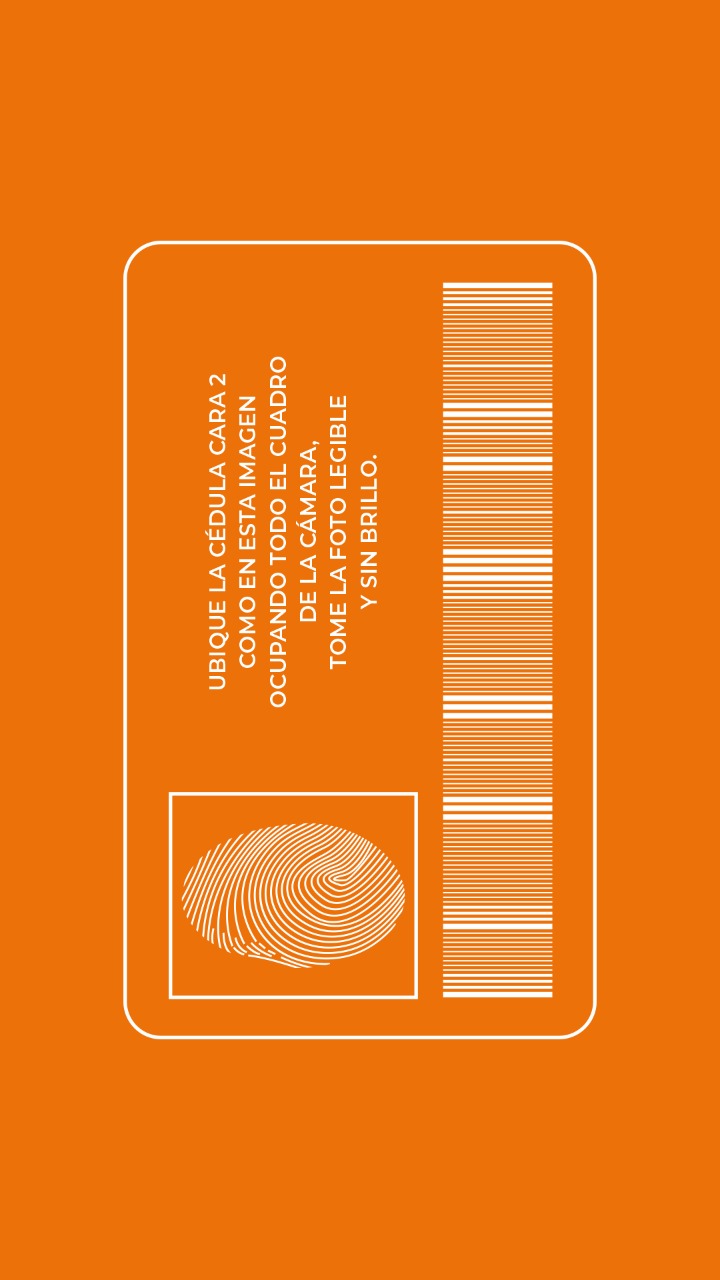 UBIQUE LA CÉDULA CARA 2
COMO EN ESTA IMAGEN
OCUPANDO TODO EL CUADRO
DE LA CÁMARA,
TOME LA FOTO LEGIBLE
Y SIN BRILLO.